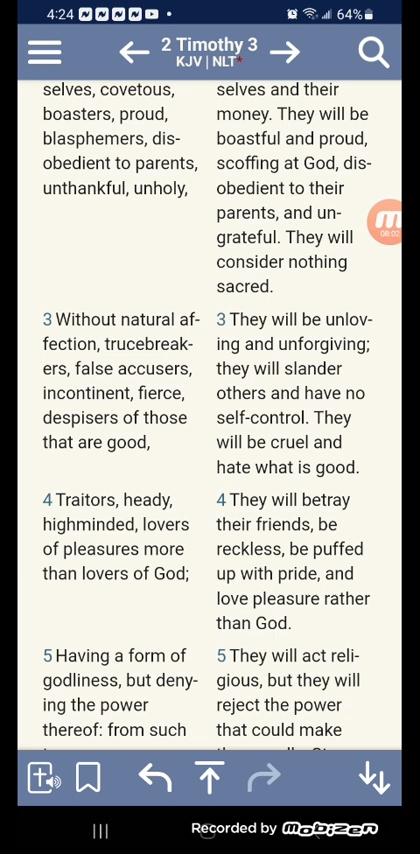 4:24
64%
2 Timothy 3
KJV | NLT*
selves, covetous,
boasters, proud,
blasphemers, dis-
obedient to parents,
unthankful, unholy,
selves and their
money. They will be
boastful and proud,
scoffing at God, dis-
obedient to their
parents, and un-
grateful. They will
consider nothing
sacred.
08:02
3 Without natural af-
fection, trucebreak-
ers, false accusers,
incontinent, fierce,
despisers of those
that are good,
3 They will be unlov-
ing and unforgiving;
they will slander
others and have no
self-control. They
will be cruel and
hate what is good.
4 Traitors, heady,
highminded, lovers
of pleasures more
than lovers of God;
4 They will betray
their friends, be
reckless, be puffed
up with pride, and
love pleasure rather
than God.
5 Having a form of
godliness, but deny-
ing the power
thereof: from such
5 They will act reli-
gious, but they will
reject the power
that could make
Recorded by mobizen